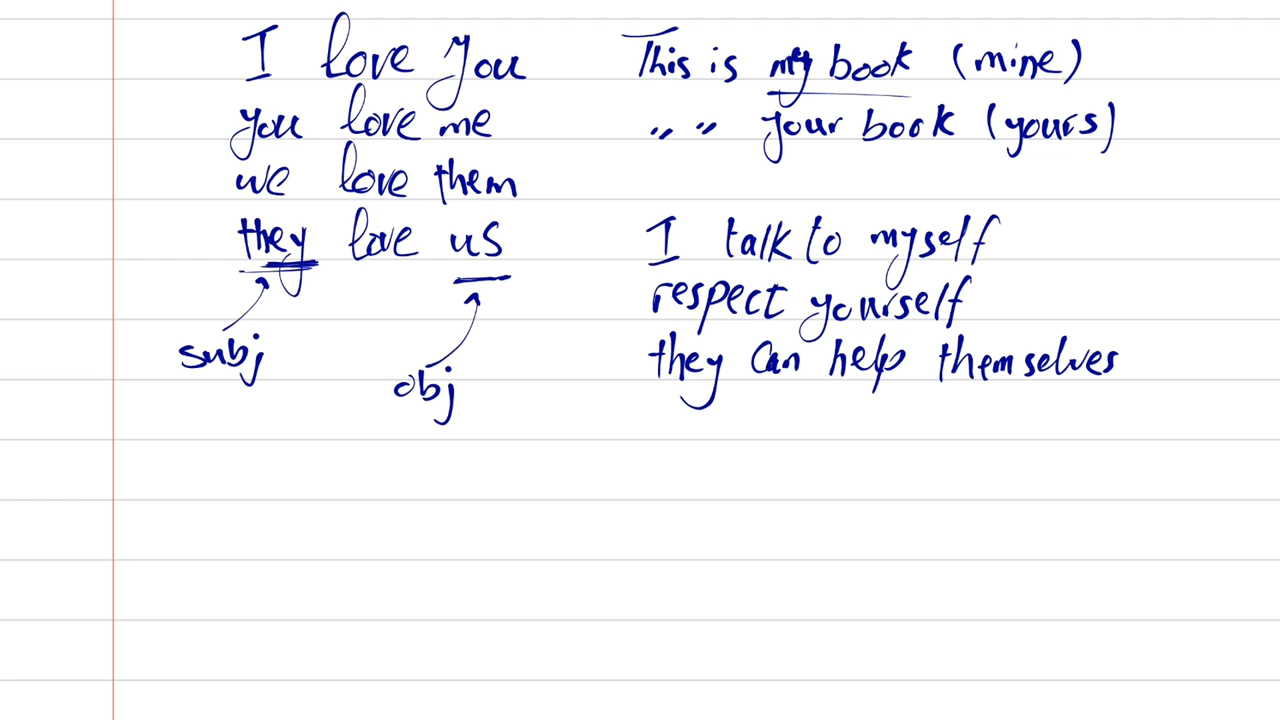 I love you
you love me
we love them
they love us
subj
obj
This is my book (mine)
" " your book (yours)
I talk to myself
respect yourself
they can help themselves